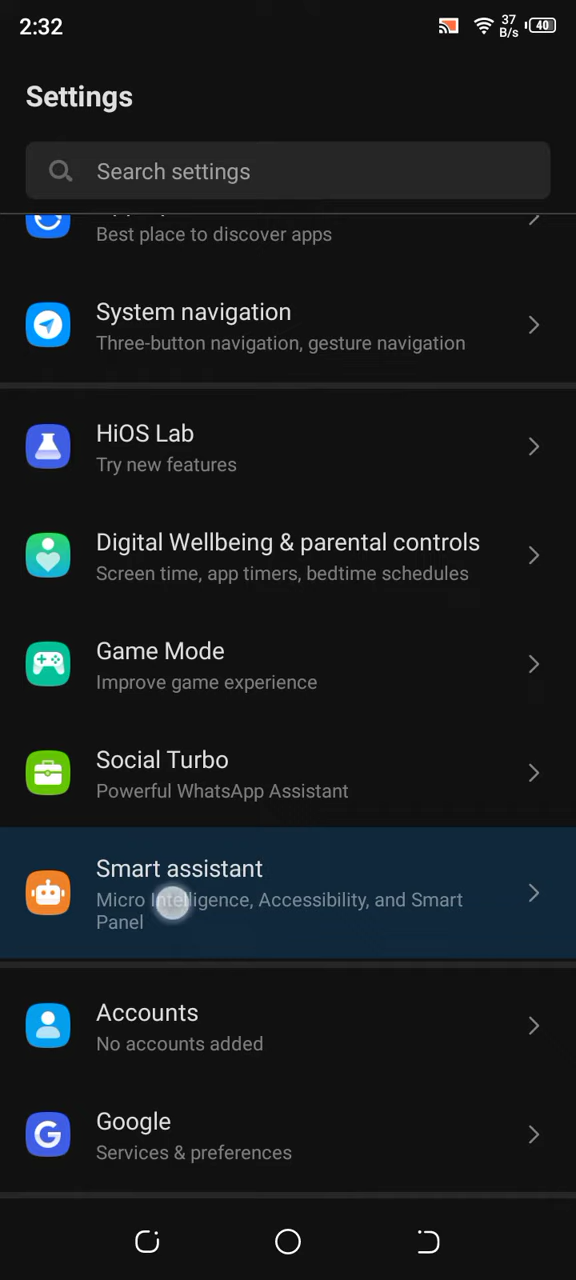 2:32
37
B/s
40
Settings
Search settings
Best place to discover apps
System navigation
Three-button navigation, gesture navigation
HiOS Lab
Try new features
Digital Wellbeing & parental controls
Screen time, app timers, bedtime schedules
Game Mode
Improve game experience
Social Turbo
Powerful WhatsApp Assistant
Smart assistant
Micro Intelligence, Accessibility, and Smart
Panel
Accounts
No accounts added
Google
Services & preferences